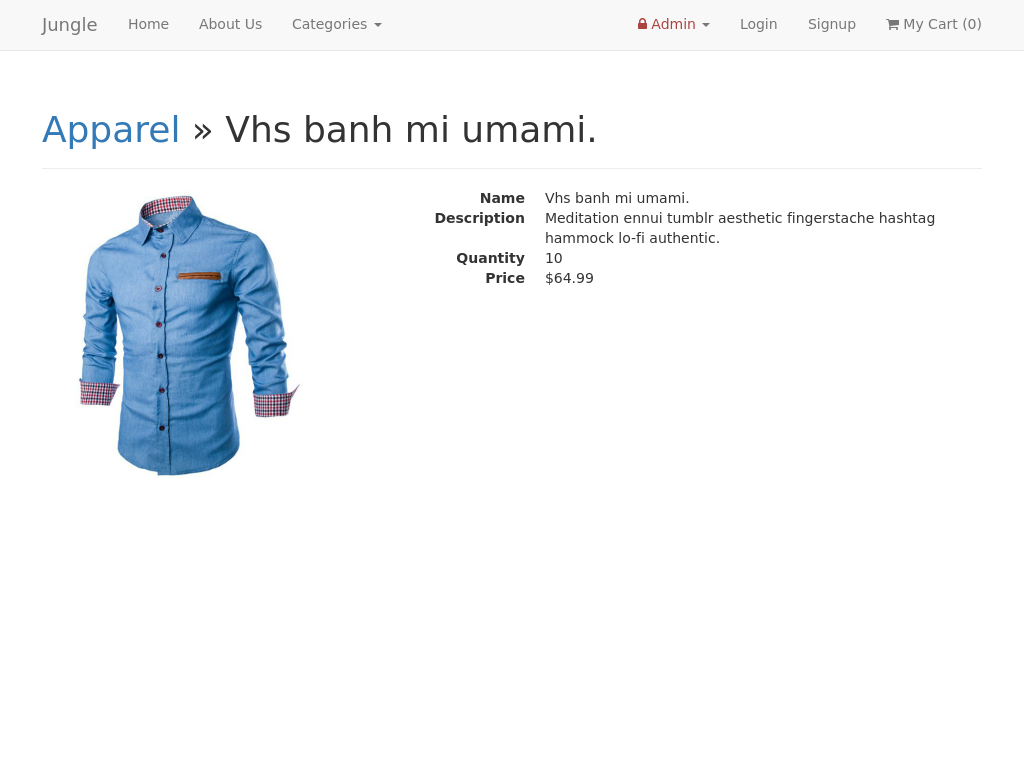 Jungle Home About Us Categories Admin Login Signup My Cart (0)
Apparel » Vhs banh mi umami.
Name Vhs banh mi umami.
Description Meditation ennui tumblr aesthetic fingerstache hashtag
hammock lo-fi authentic.
Quantity 10
Price $64.99